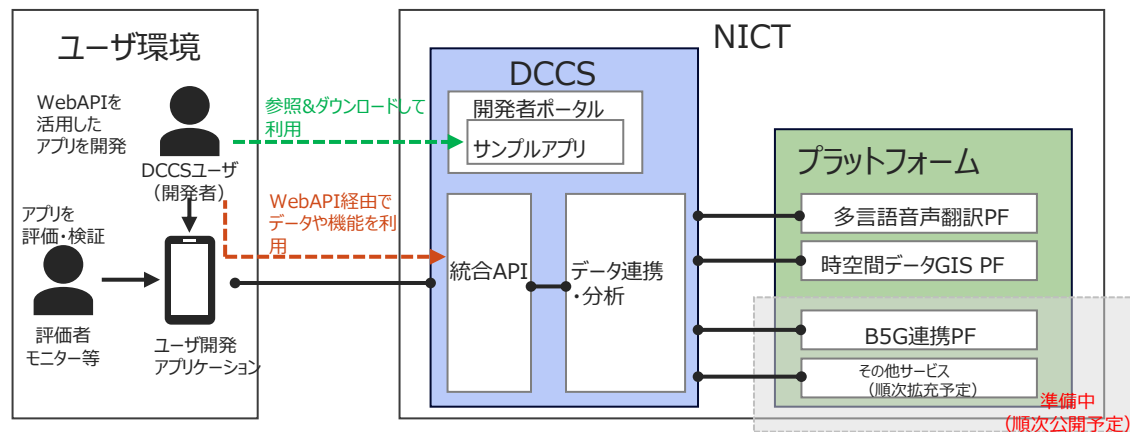 ユーザ環境
WebAPIを
活用した
アプリを開発
DCCSユーザ
（開発者）
アプリを
評価・検証
評価者
モニター等
ユーザ開発
アプリケーション
参照&ダウンロードして
利用
WebAPI経由で
データや機能を利
用
NICT
DCCS
開発者ポータル
サンプルアプリ
統合API
データ連携
・分析
プラットフォーム
多言語音声翻訳PF
時空間データGIS PF
B5G連携PF
その他サービス
（順次拡充予定）
準備中
（順次公開予定）